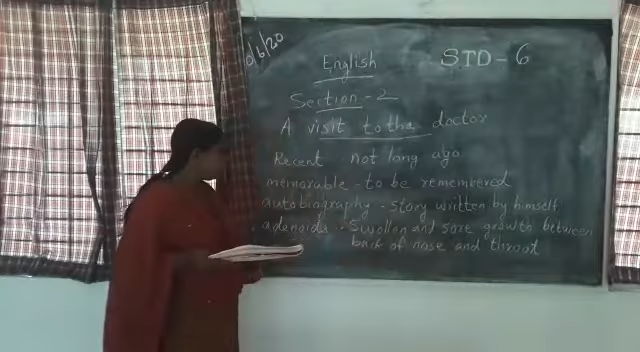 /6/20
English STD - 6
Section - 2
A visit to the doctor
Recent not long ago
memorable - to be remembered
autobiography - story written by himself
adenoids - Swollen and sore growth between
back of nose and throat